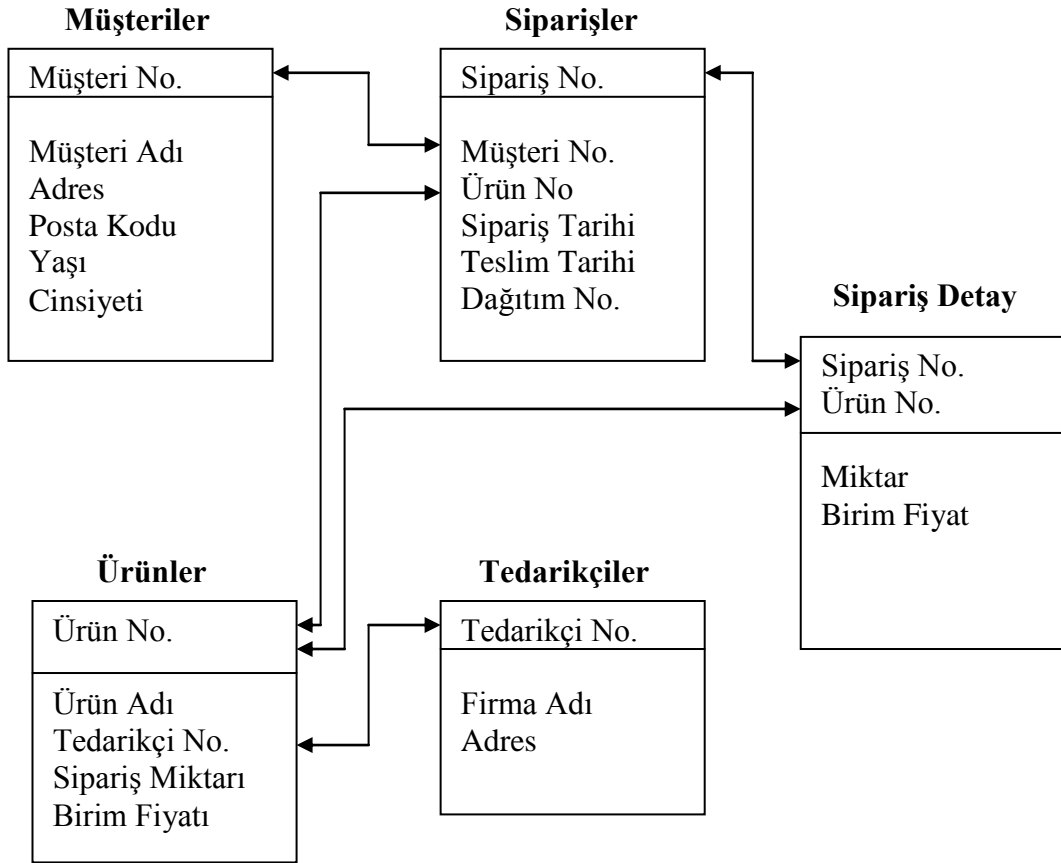 Müşteriler
Müşteri No.
Müşteri Adı
Adres
Posta Kodu
Yaşı
Cinsiyeti
Siparişler
Sipariş No.
Müşteri No.
Ürün No
Sipariş Tarihi
Teslim Tarihi
Dağıtım No.
Sipariş Detay
Sipariş No.
Ürün No.
Miktar
Birim Fiyat
Ürünler
Ürün No.
Ürün Adı
Tedarikçi No.
Sipariş Miktarı
Birim Fiyatı
Tedarikçiler
Tedarikçi No.
Firma Adı
Adres